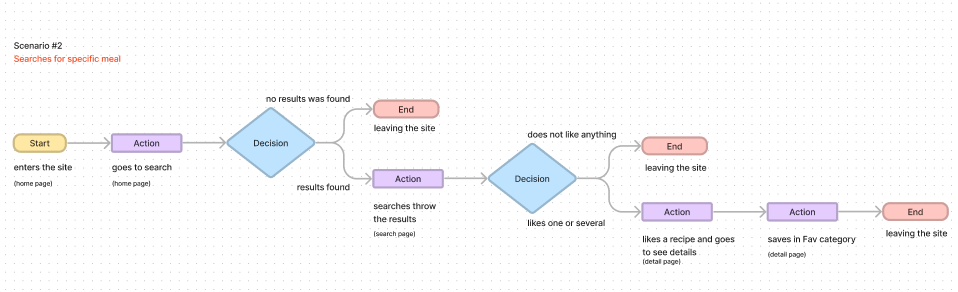 Scenario #2
Searches for specific meal
no results was found
End
leaving the site
Start
Action
Decision
enters the site
(home page)
goes to search
(home page)
results found
Action
searches throw
the results
(search page)
does not like anything
End
leaving the site
Decision
likes one or several
Action
Action
End
likes a recipe and goes
to see details
(detail page)
saves in Fav category
(detail page)
leaving the site